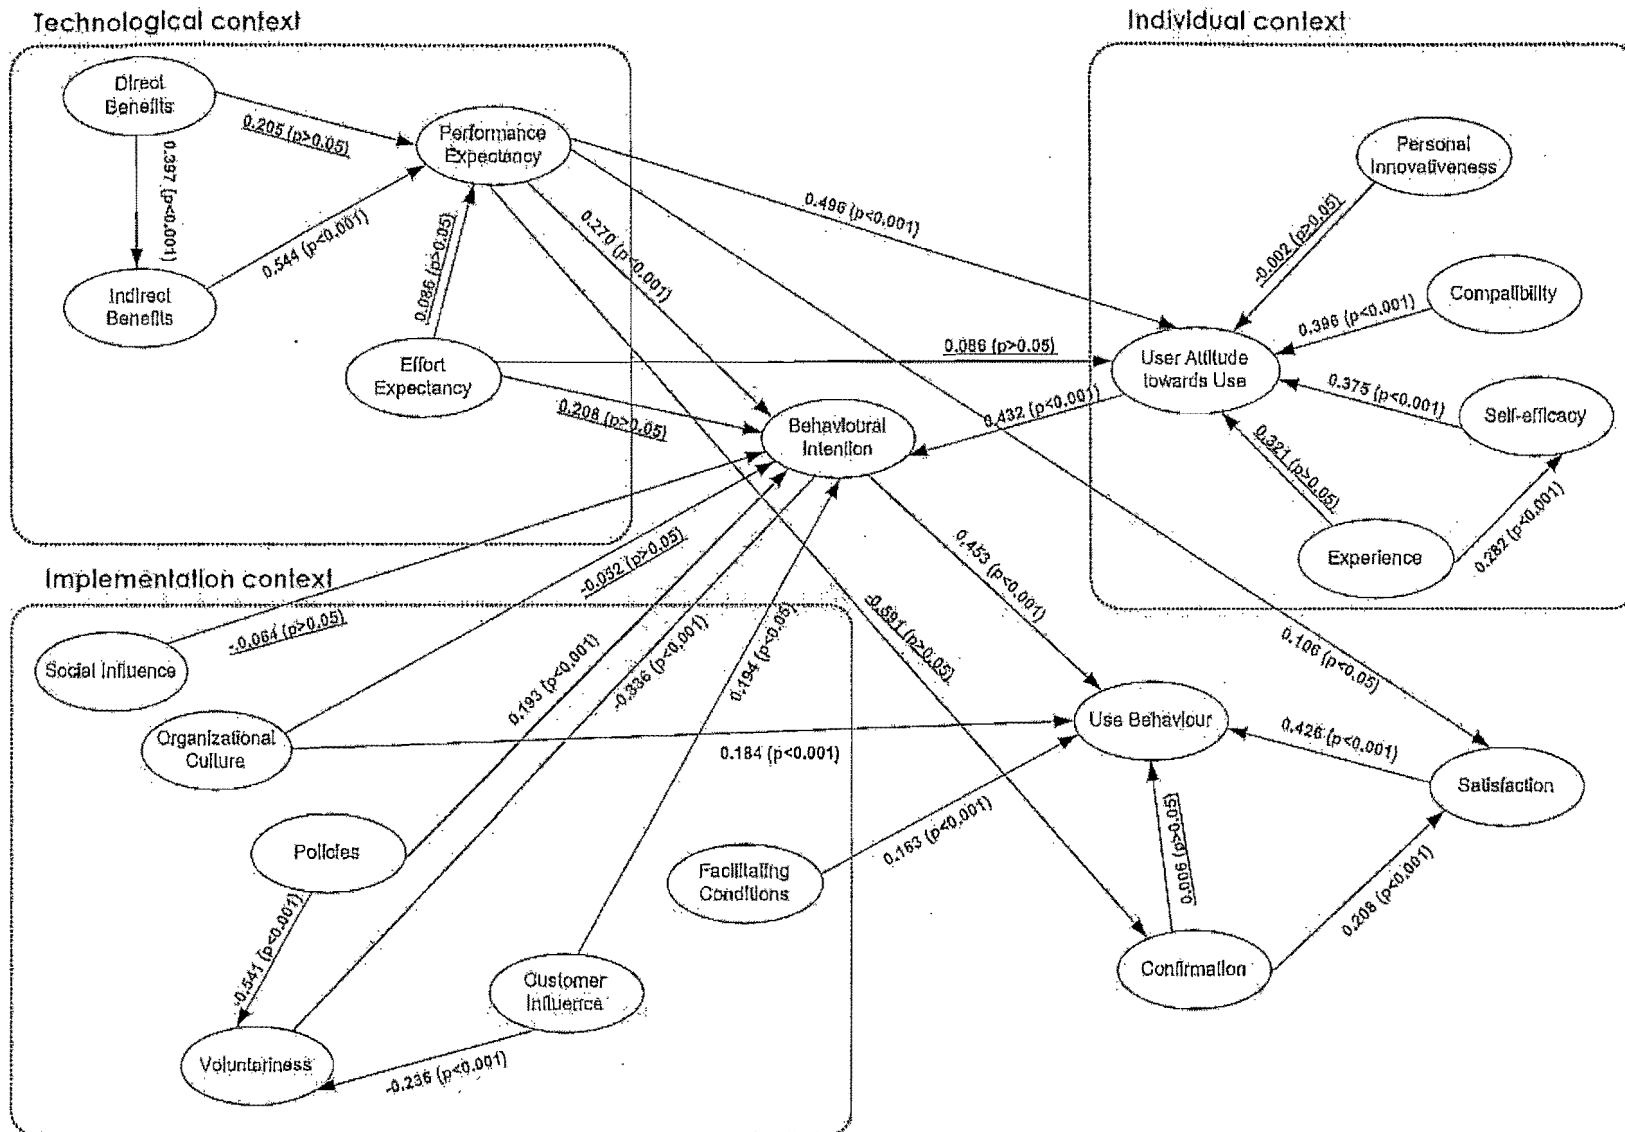 Technological context
Individual context
Direct
Benefits
0.205 (p>0.05)
Performance
Expectancy
0.397 (p<0.001)
0.544 (p<0.001)
Indirect
Benefits
0.086 (p>0.05)
0.270 (p<0.001)
0.496 (p<0.001)
Effort
Expectancy
0.086 (p>0.05)
0.208 (p>0.05)
Personal
Innovativeness
-0.002 (p>0.05)
Compatibility
0.396 (p<0.001)
User Attitude
towards Use
0.375 (p<0.001)
Self-efficacy
0.432 (p<0.001)
0.321 (p>0.05)
Experience
0.282 (p<0.001)
Behavioural
Intention
Implementation context
-0.032 (p>0.05)
-0.064 (p>0.05)
Social Influence
0.193 (p<0.001)
-0.336 (p<0.001)
0.194 (p<0.05)
0.453 (p<0.001)
-0.591 (p>0.05)
0.106 (p<0.05)
Organizational
Culture
0.184 (p<0.001)
Use Behaviour
0.426 (p<0.001)
Satisfaction
Policies
Facilitating
Conditions
0.163 (p<0.001)
0.006 (p>0.05)
0.208 (p<0.001)
-0.541 (p<0.001)
Customer
Influence
Confirmation
Voluntariness
-0.236 (p<0.001)